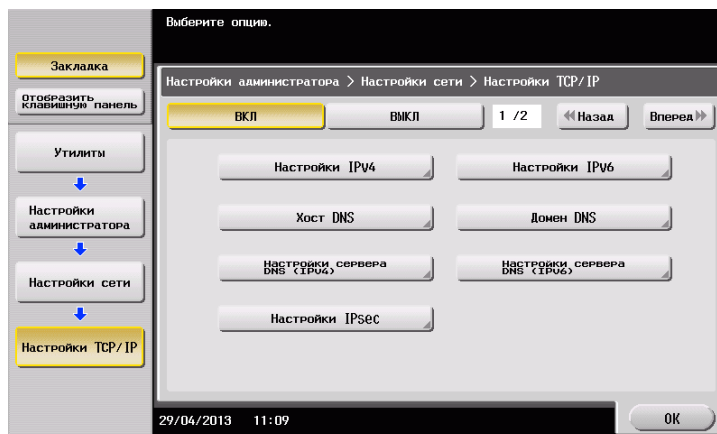 Выберите опцию.
Закладка
Отобразить
клавишную панель
Утилиты
Настройки
администратора
Настройки сети
Настройки TCP/IP
Настройки администратора > Настройки сети > Настройки TCP/IP
ВКЛ
ВЫКЛ
1 /2
Назад
Вперед
Настройки IPv4
Настройки IPv6
Хост DNS
Домен DNS
Настройки сервера
DNS (IPv4)
Настройки сервера
DNS (IPv6)
Настройки IPsec
29/04/2013 11:09
OK